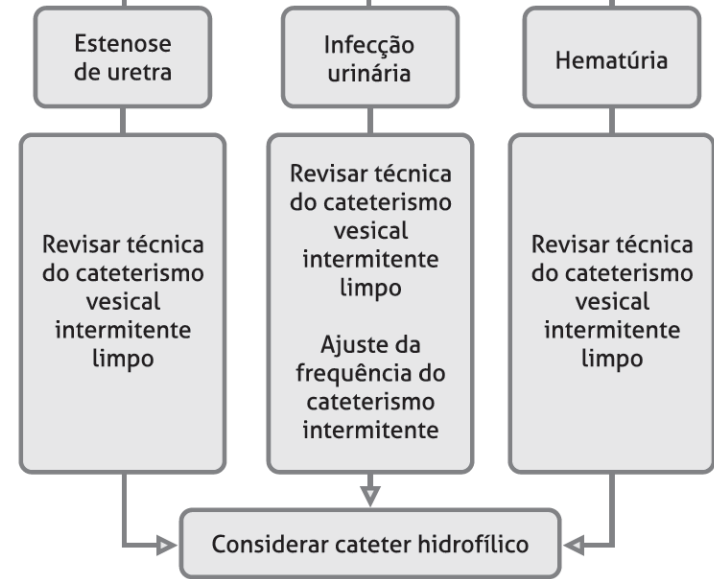 Estenose
de uretra
Infecção
urinária
Hematúria
Revisar técnica
do cateterismo
vesical
intermitente
limpo
Revisar técnica
do cateterismo
vesical
intermitente
limpo
Ajuste da
frequência do
cateterismo
intermitente
Revisar técnica
do cateterismo
vesical
intermitente
limpo
Considerar cateter hidrofílico